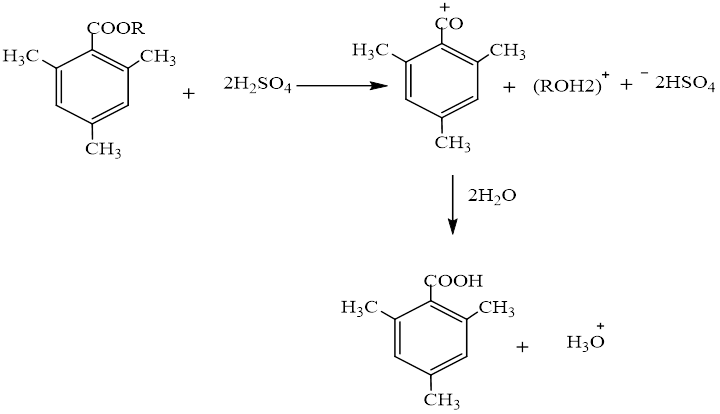 COOR
H₃C CH₃
CH₃
+ 2H₂SO₄
+
CO
H₃C CH₃
CH₃
+ (ROH2)⁺ + ⁻ 2HSO₄
2H₂O
COOH
H₃C CH₃
CH₃
+ H₃O⁺